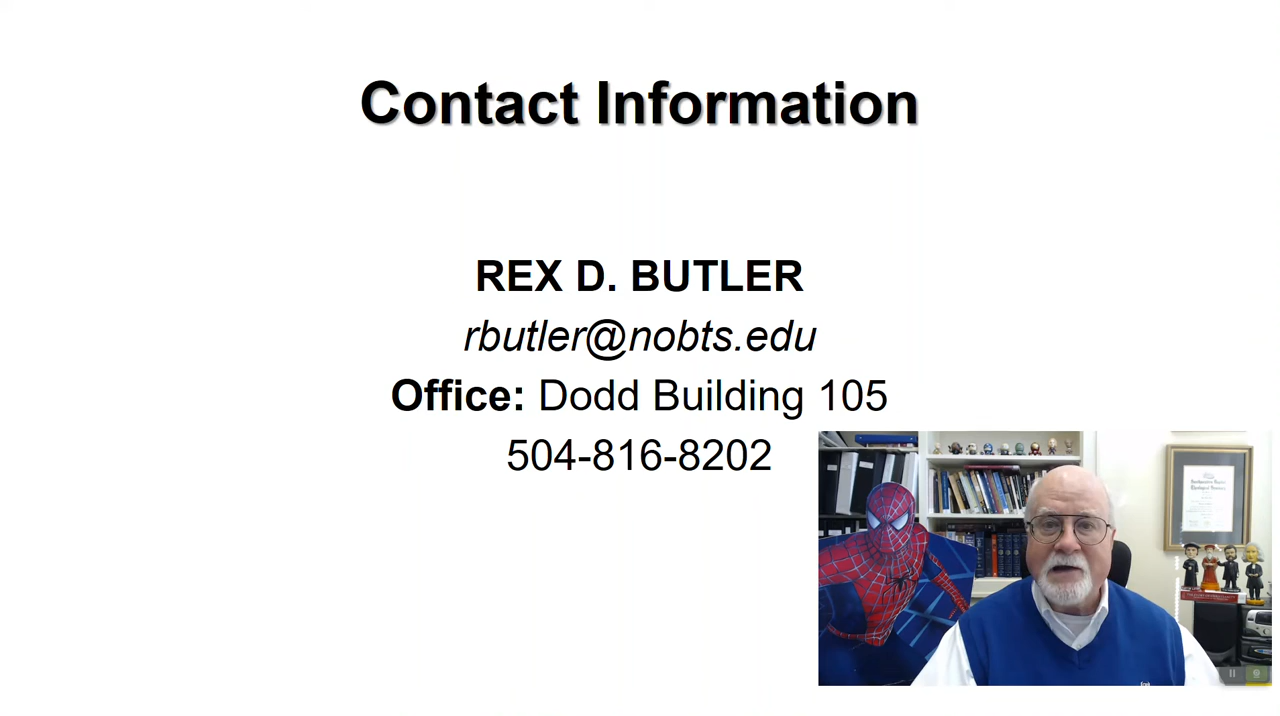 Contact Information
REX D. BUTLER
rbutler@nobts.edu
Office: Dodd Building 105
504-816-8202